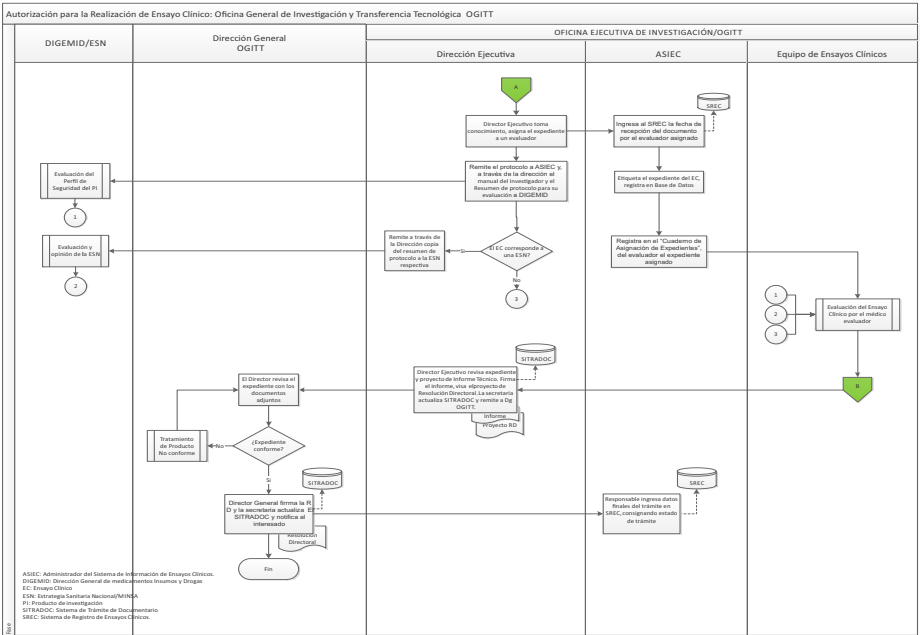 Autorización para la Realización de Ensayo Clínico: Oficina General de Investigación y Transferencia Tecnológica OGITT
DIGEMID/ESN
Dirección General
OGITT
OFICINA EJECUTIVA DE INVESTIGACIÓN/OGITT
Dirección Ejecutiva
ASIEC
Equipo de Ensayos Clínicos
A
Director Ejecutivo toma
conocimiento, asigna el expediente
a un evaluador
SREC
Ingresa al SREC la fecha de
recepción del documento
por el evaluador asignado
Remite el protocolo a ASIEC y,
a través de la dirección el
manual del investigador y el
Resumen de protocolo para su
evaluación a DIGEMID
Evaluación del
Perfil de
Seguridad del PI
1
Etiqueta el expediente del EC,
registra en Base de Datos
Evaluación y
opinión de la ESN
2
Remite a través de
la Dirección copia
del resumen de
protocolo a la ESN
respectiva
Si
El EC corresponde a
una ESN?
No
3
Registra en el "Cuaderno de
Asignación de Expedientes",
del evaluador el expediente
asignado
1
2
3
Evaluación del Ensayo
Clínico por el médico
evaluador
B
SITRADOC
Director Ejecutivo revisa expediente
y proyecto de Informe Técnico. Firma
el informe, visa elproyecto de
Resolución Directoral.La secretaria
actualiza SITRADOC y remite a Dg
OGITT.
Informe
Proyecto RD
El Director revisa el
expediente con los
documentos
adjuntos
Tratamiento
de Producto
No conforme
No
¿Expediente
conforme?
Si
SITRADOC
Director General firma la R
D y la secretaria actualiza El
SITRADOC y notifica al
interesado
Resolución
Directoral
Fin
SREC
Responsable ingresa datos
finales del trámite en
SREC, consignando estado
de trámite
ASIEC: Administrador del Sistema de Información de Ensayos Clínicos.
DIGEMID: Dirección General de medicamentos Insumos y Drogas
EC: Ensayo Clínico
ESN: Estrategia Sanitaria Nacional/MINSA
PI: Producto de investigación
SITRADOC: Sistema de Trámite de Documentario.
SREC: Sistema de Registro de Ensayos Clínicos.
Fase